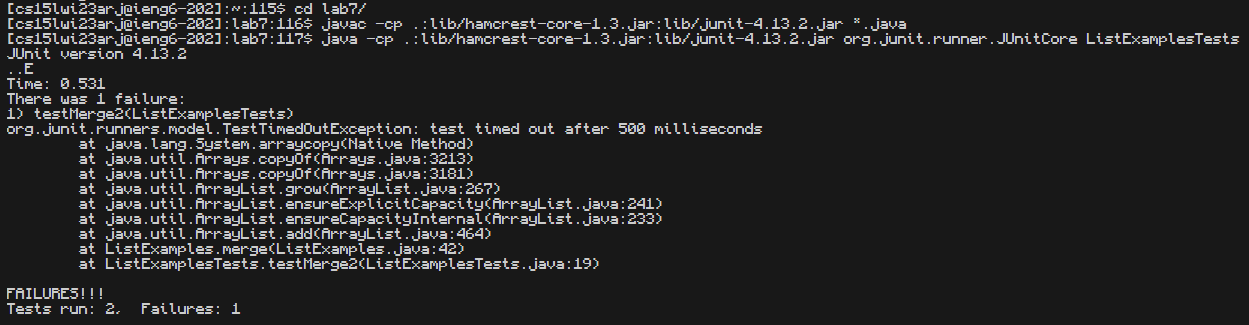 [cs15lwi23arj@ieng6-202]:~:115$ cd lab7/
[cs15lwi23arj@ieng6-202]:lab7:116$ javac -cp .:lib/hamcrest-core-1.3.jar:lib/junit-4.13.2.jar *.java
[cs15lwi23arj@ieng6-202]:lab7:117$ java -cp .:lib/hamcrest-core-1.3.jar:lib/junit-4.13.2.jar org.junit.runner.JUnitCore ListExamplesTests
JUnit version 4.13.2
..E
Time: 0.531
There was 1 failure:
1) testMerge2(ListExamplesTests)
org.junit.runners.model.TestTimedOutException: test timed out after 500 milliseconds
        at java.lang.System.arraycopy(Native Method)
        at java.util.Arrays.copyOf(Arrays.java:3213)
        at java.util.Arrays.copyOf(Arrays.java:3181)
        at java.util.ArrayList.grow(ArrayList.java:267)
        at java.util.ArrayList.ensureExplicitCapacity(ArrayList.java:241)
        at java.util.ArrayList.ensureCapacityInternal(ArrayList.java:233)
        at java.util.ArrayList.add(ArrayList.java:464)
        at ListExamples.merge(ListExamples.java:42)
        at ListExamplesTests.testMerge2(ListExamplesTests.java:19)
FAILURES!!!
Tests run: 2,  Failures: 1